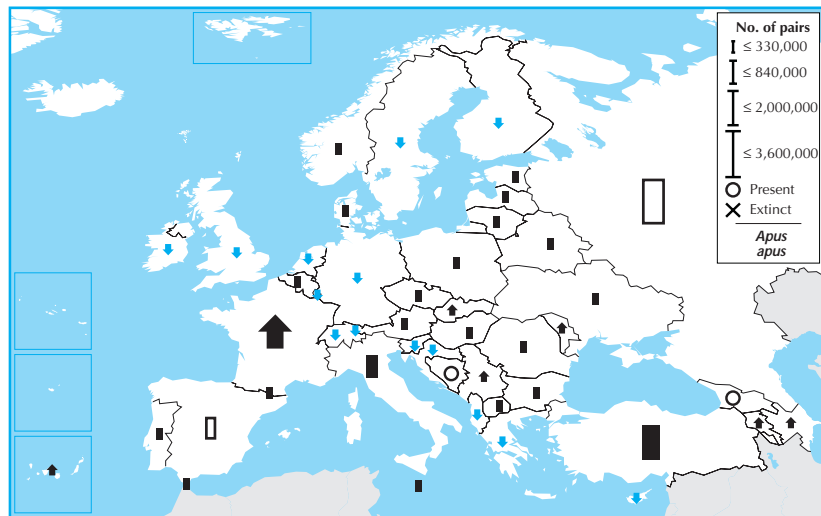 No. of pairs
≤ 330,000
≤ 840,000
≤ 2,000,000
≤ 3,600,000
Present
Extinct
Apus
apus